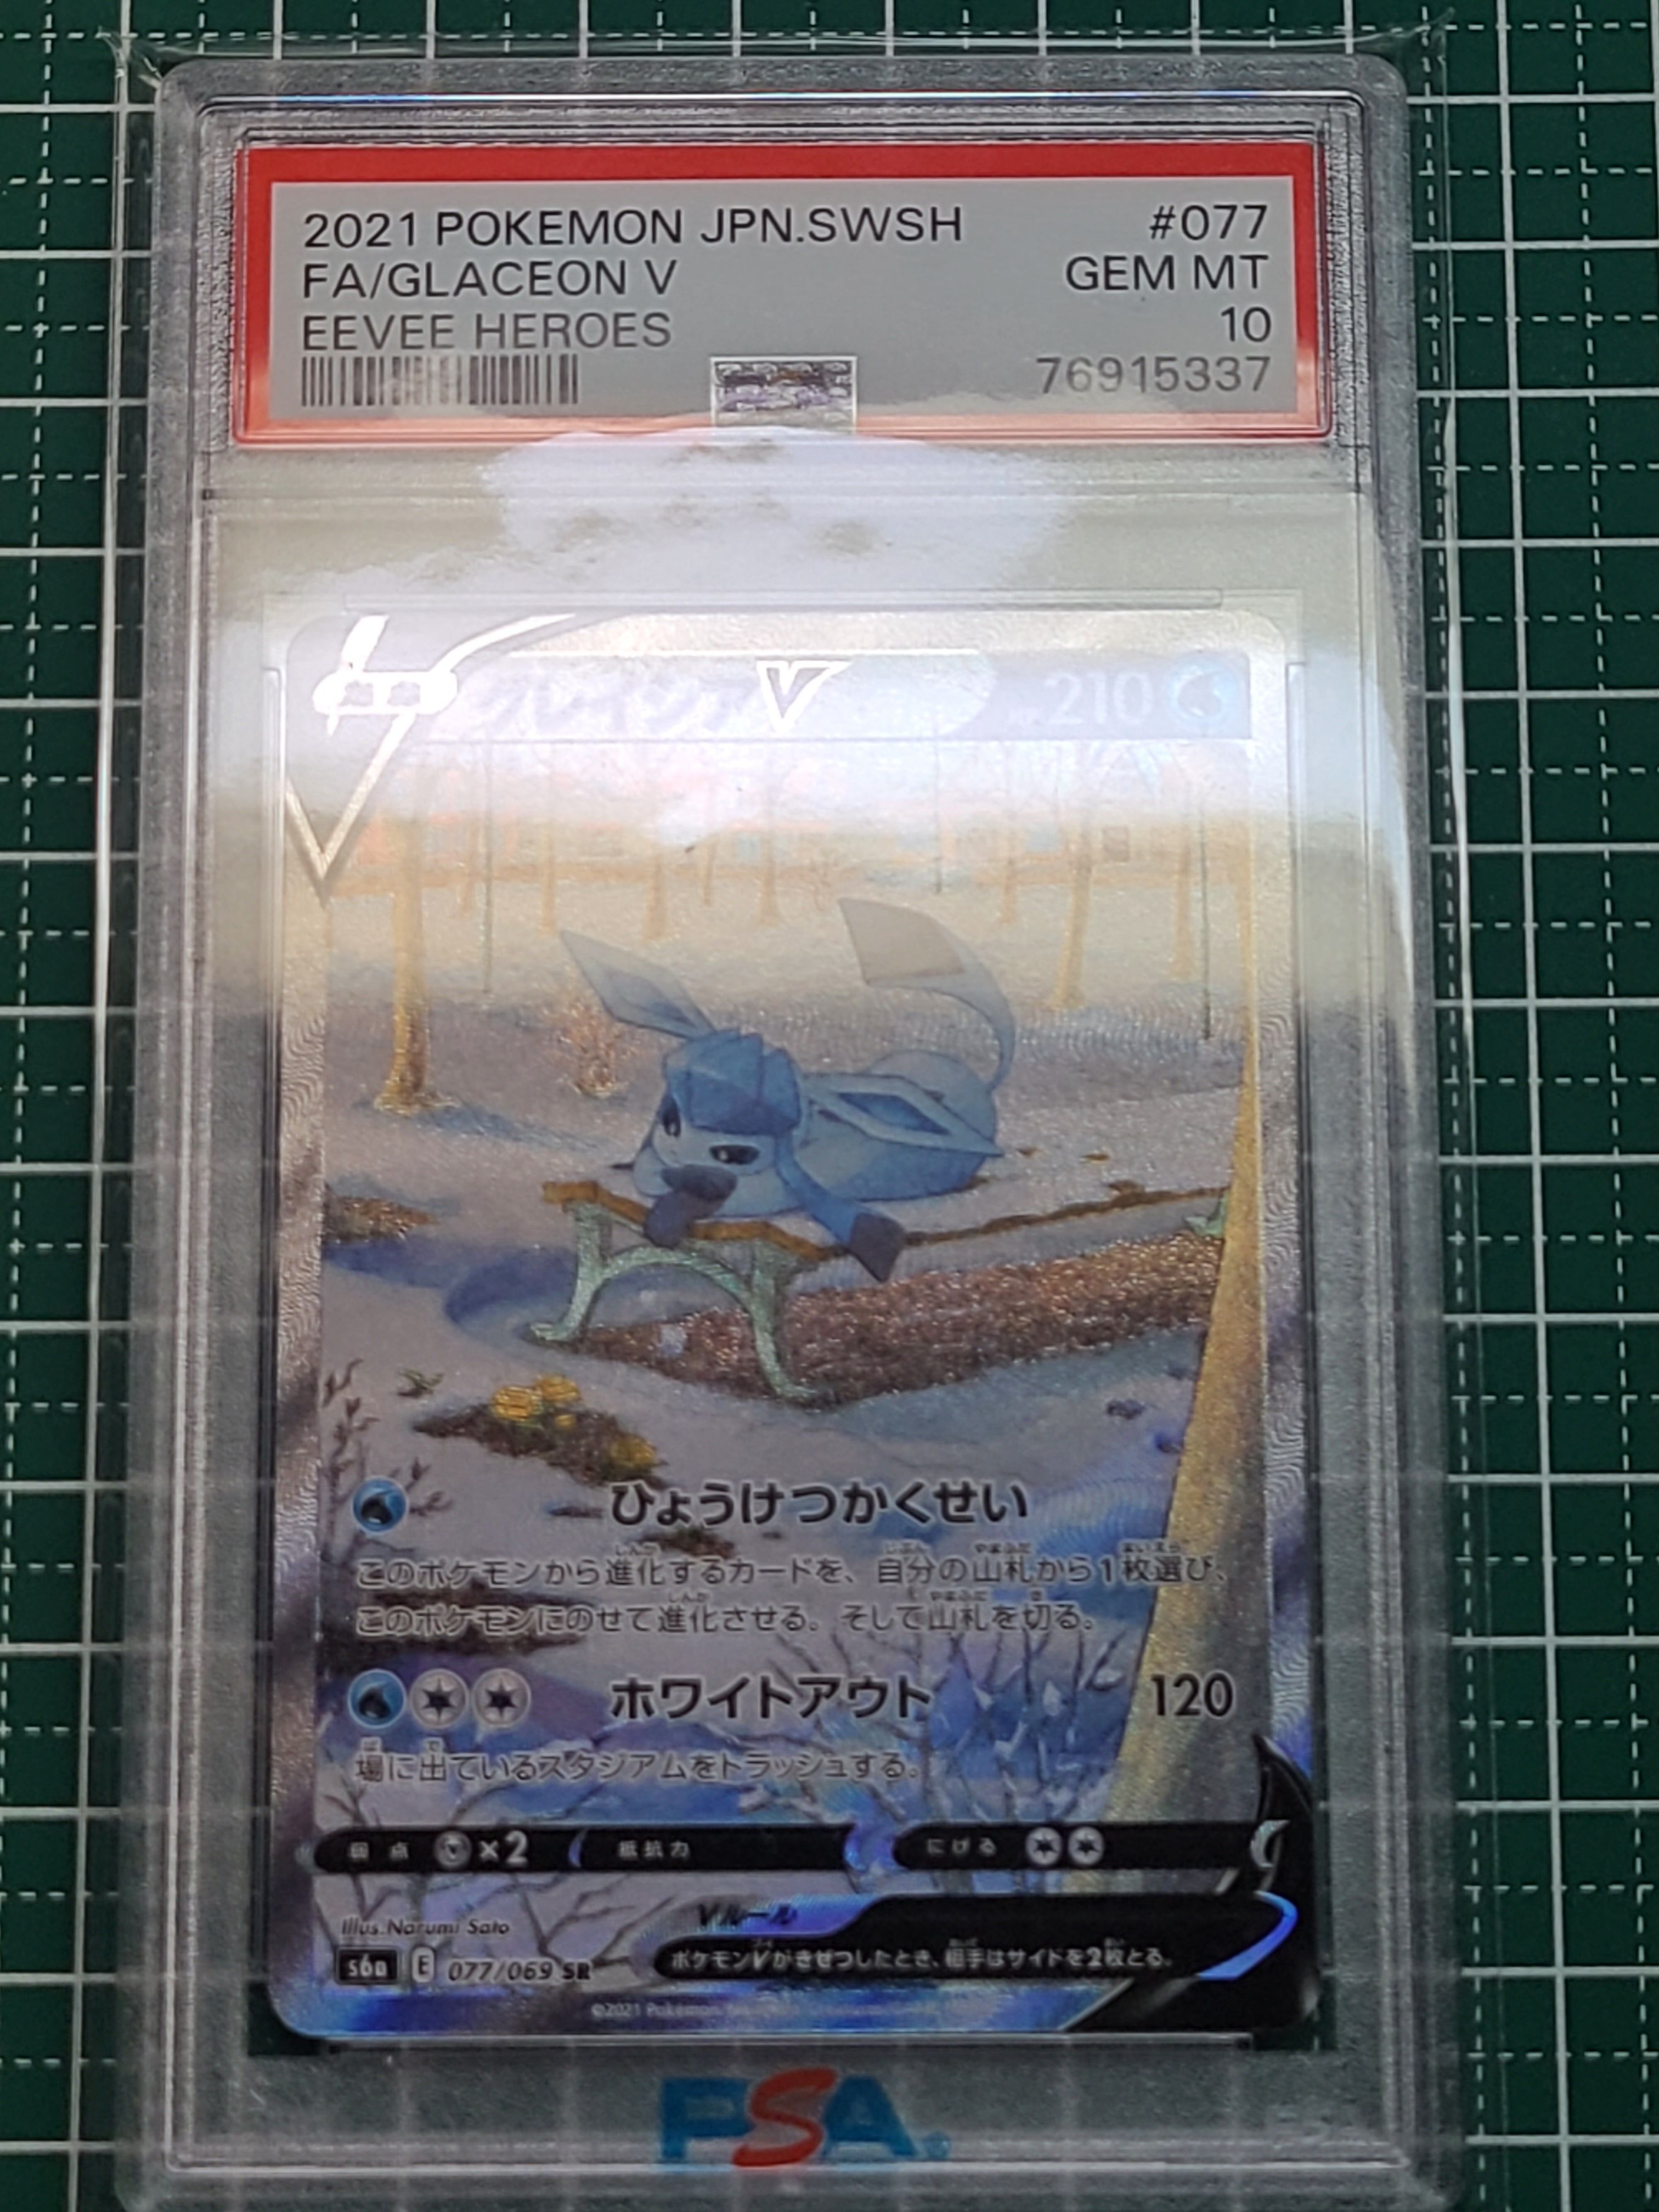 2021 POKEMON JPN.SWSH #077
FA/GLACEON V GEM MT
EEVEE HEROES 10
76915337
V 210
ひょうけつかくせい
このポケモンから進化するカードを、自分の山札から1枚選び、
このポケモンにのせて進化させる。そして山札を切る。
ホワイトアウト 120
場に出ているスタジアムをトラッシュする。
弱点 ×2 抵抗力 にげる
Vルール
Illus. Narumi Sato
ポケモンVがきぜつしたとき、相手はサイドを2枚とる。
s6a E 077/069 SR
©2021 Pokémon
PSA